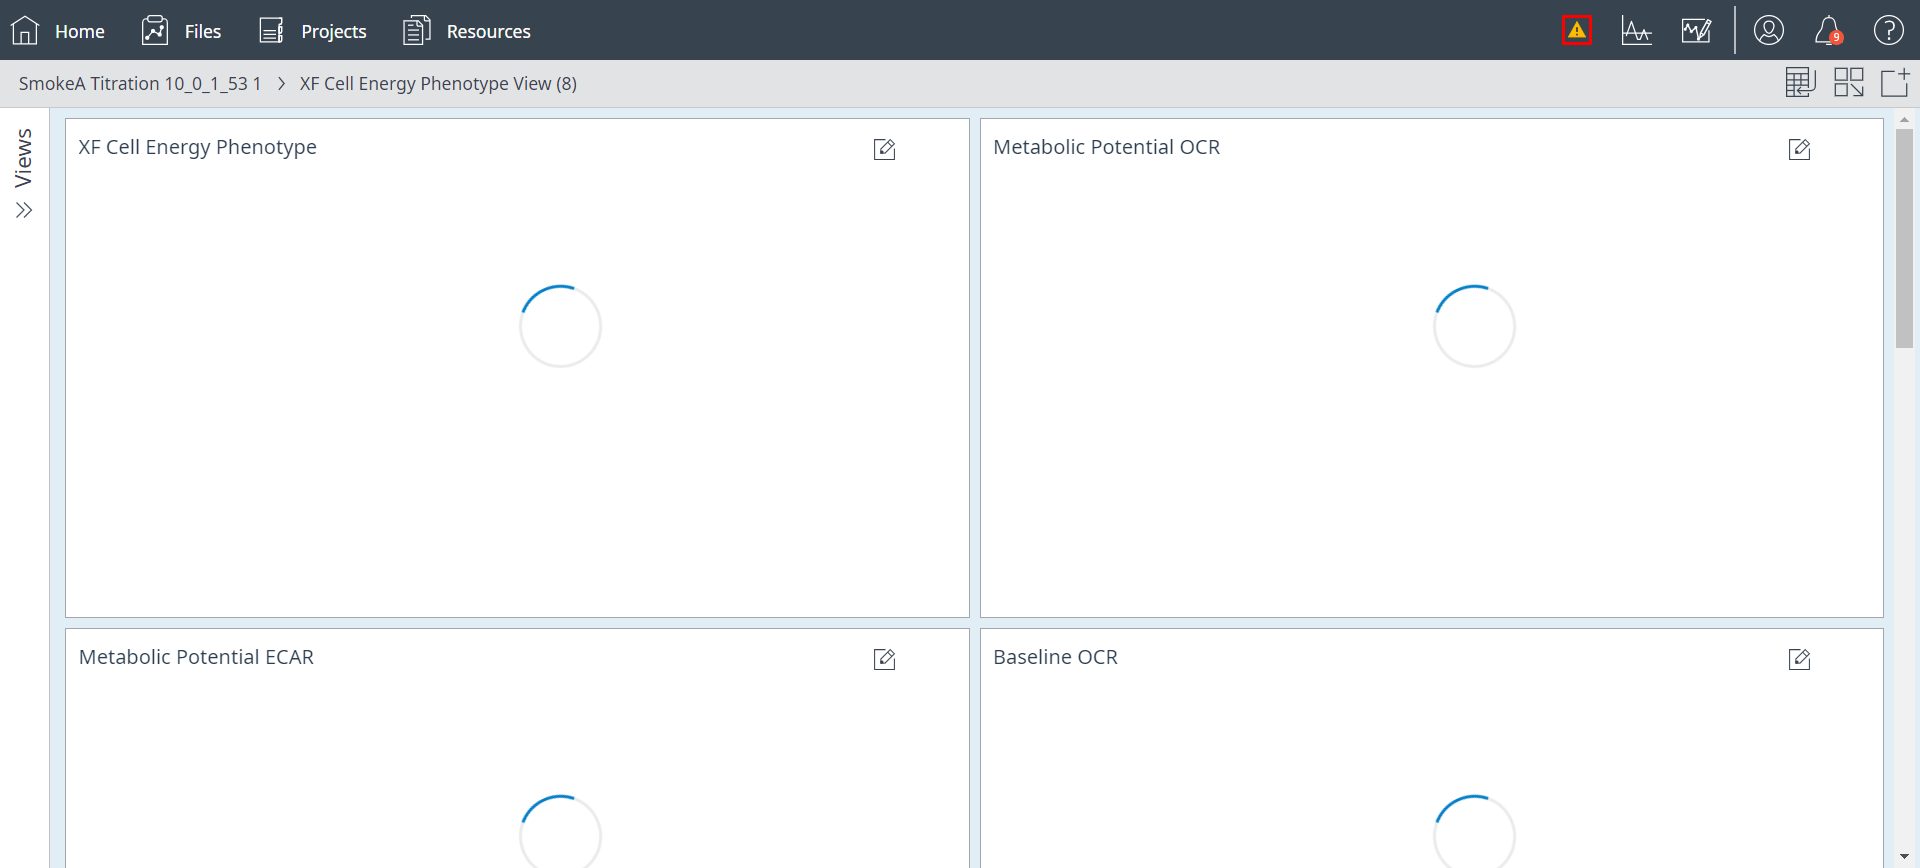 Home
Files
Projects
Resources
9
?
SmokeA Titration 10_0_1_53 1 > XF Cell Energy Phenotype View (8)
Views
XF Cell Energy Phenotype
Metabolic Potential OCR
Metabolic Potential ECAR
Baseline OCR